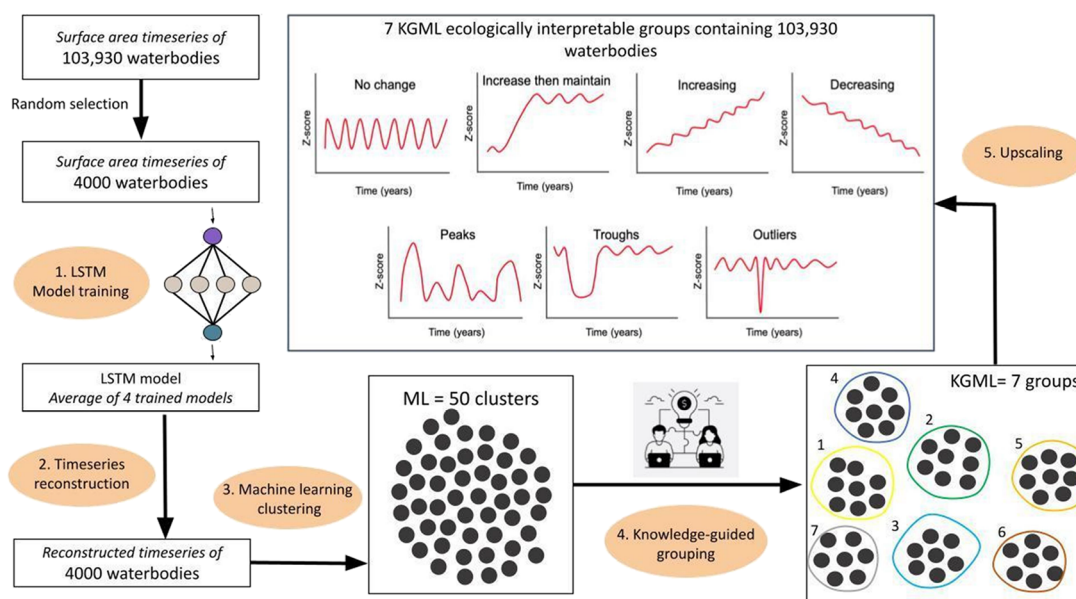 Surface area timeseries of
103,930 waterbodies
Random selection
Surface area timeseries of
4000 waterbodies
1. LSTM
Model training
LSTM model
Average of 4 trained models
2. Timeseries
reconstruction
Reconstructed timeseries of
4000 waterbodies
3. Machine learning
clustering
ML = 50 clusters
4. Knowledge-guided
grouping
KGML= 7 groups
4
2
1
5
7
3
6
5. Upscaling
7 KGML ecologically interpretable groups containing 103,930
waterbodies
No change
Z-score
Time (years)
Increase then maintain
Z-score
Time (years)
Increasing
Z-score
Time (years)
Decreasing
Z-score
Time (years)
Peaks
Z-score
Time (years)
Troughs
Z-score
Time (years)
Outliers
Z-score
Time (years)